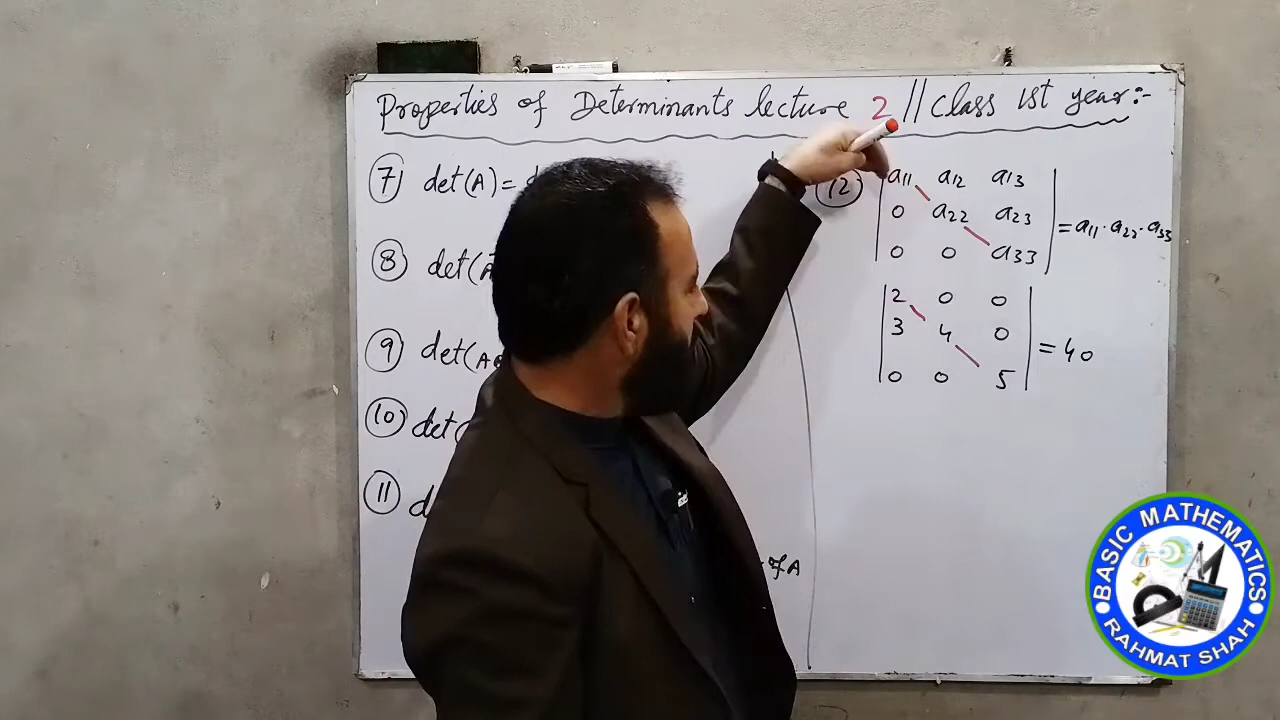 Properties of Determinants lecture 2 // Class 1st year:-
7 det(A) =
8 det(A
9 det(A
10 det
11 d
of A
12
a11 a12 a13
0 a22 a23
0 0 a33
= a11 · a22 · a33
2 0 0
3 4 0
0 0 5
= 40
BASIC MATHEMATICS
RAHMAT SHAH